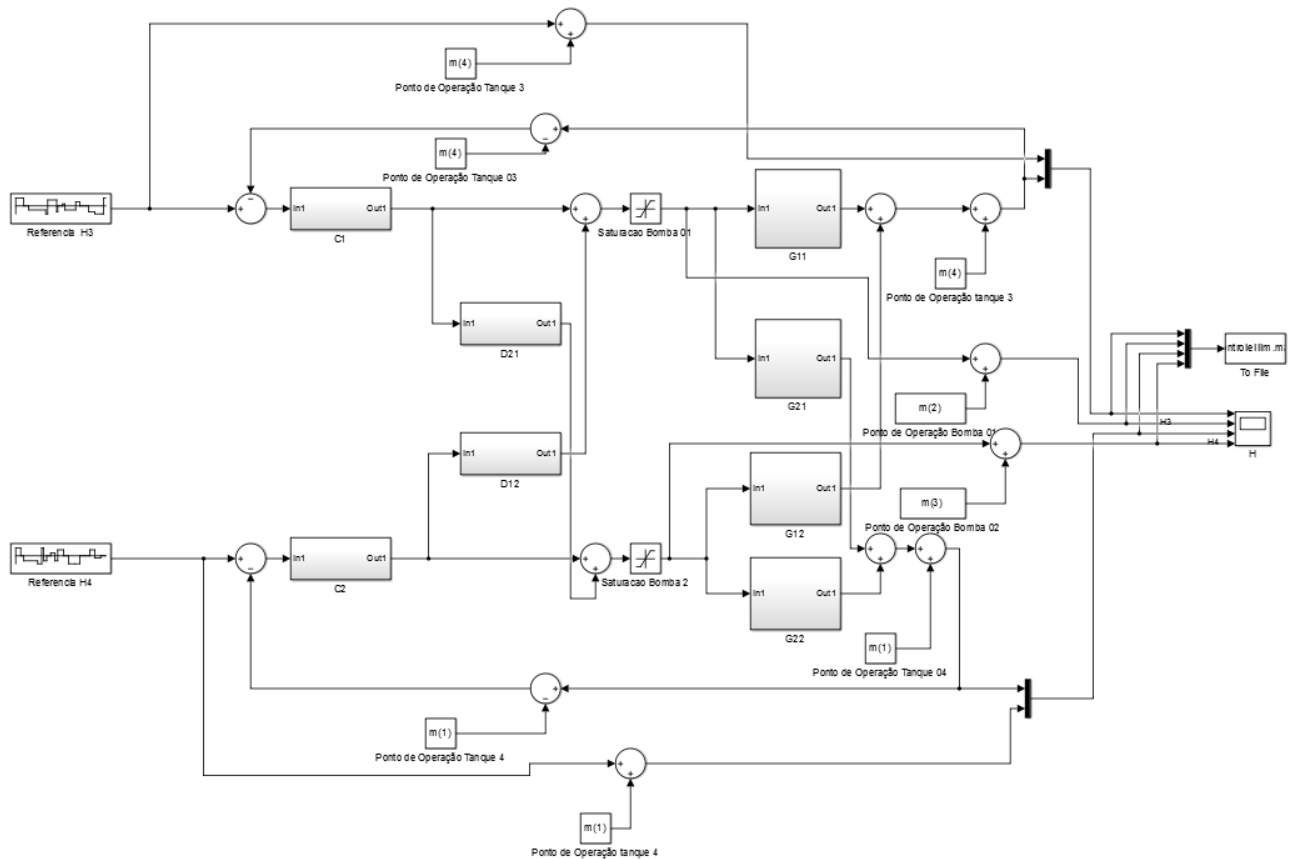 m(4)
Ponto de Operação Tanque 3
m(4)
Ponto de Operação Tanque 03
Referencia H3
In1
Out1
C1
Saturacao Bomba 01
In1
Out1
G11
m(4)
Ponto de Operação tanque 3
In1
Out1
D21
In1
Out1
G21
m(2)
Ponto de Operação Bomba 01
ntroleIIm .m
To File
H3
H4
H
In1
Out1
D12
In1
Out1
G12
m(3)
Ponto de Operação Bomba 02
Referencia H4
In1
Out1
C2
Saturacao Bomba 2
In1
Out1
G22
m(1)
Ponto de Operação Tanque 04
m(1)
Ponto de Operação Tanque 4
m(1)
Ponto de Operação tanque 4